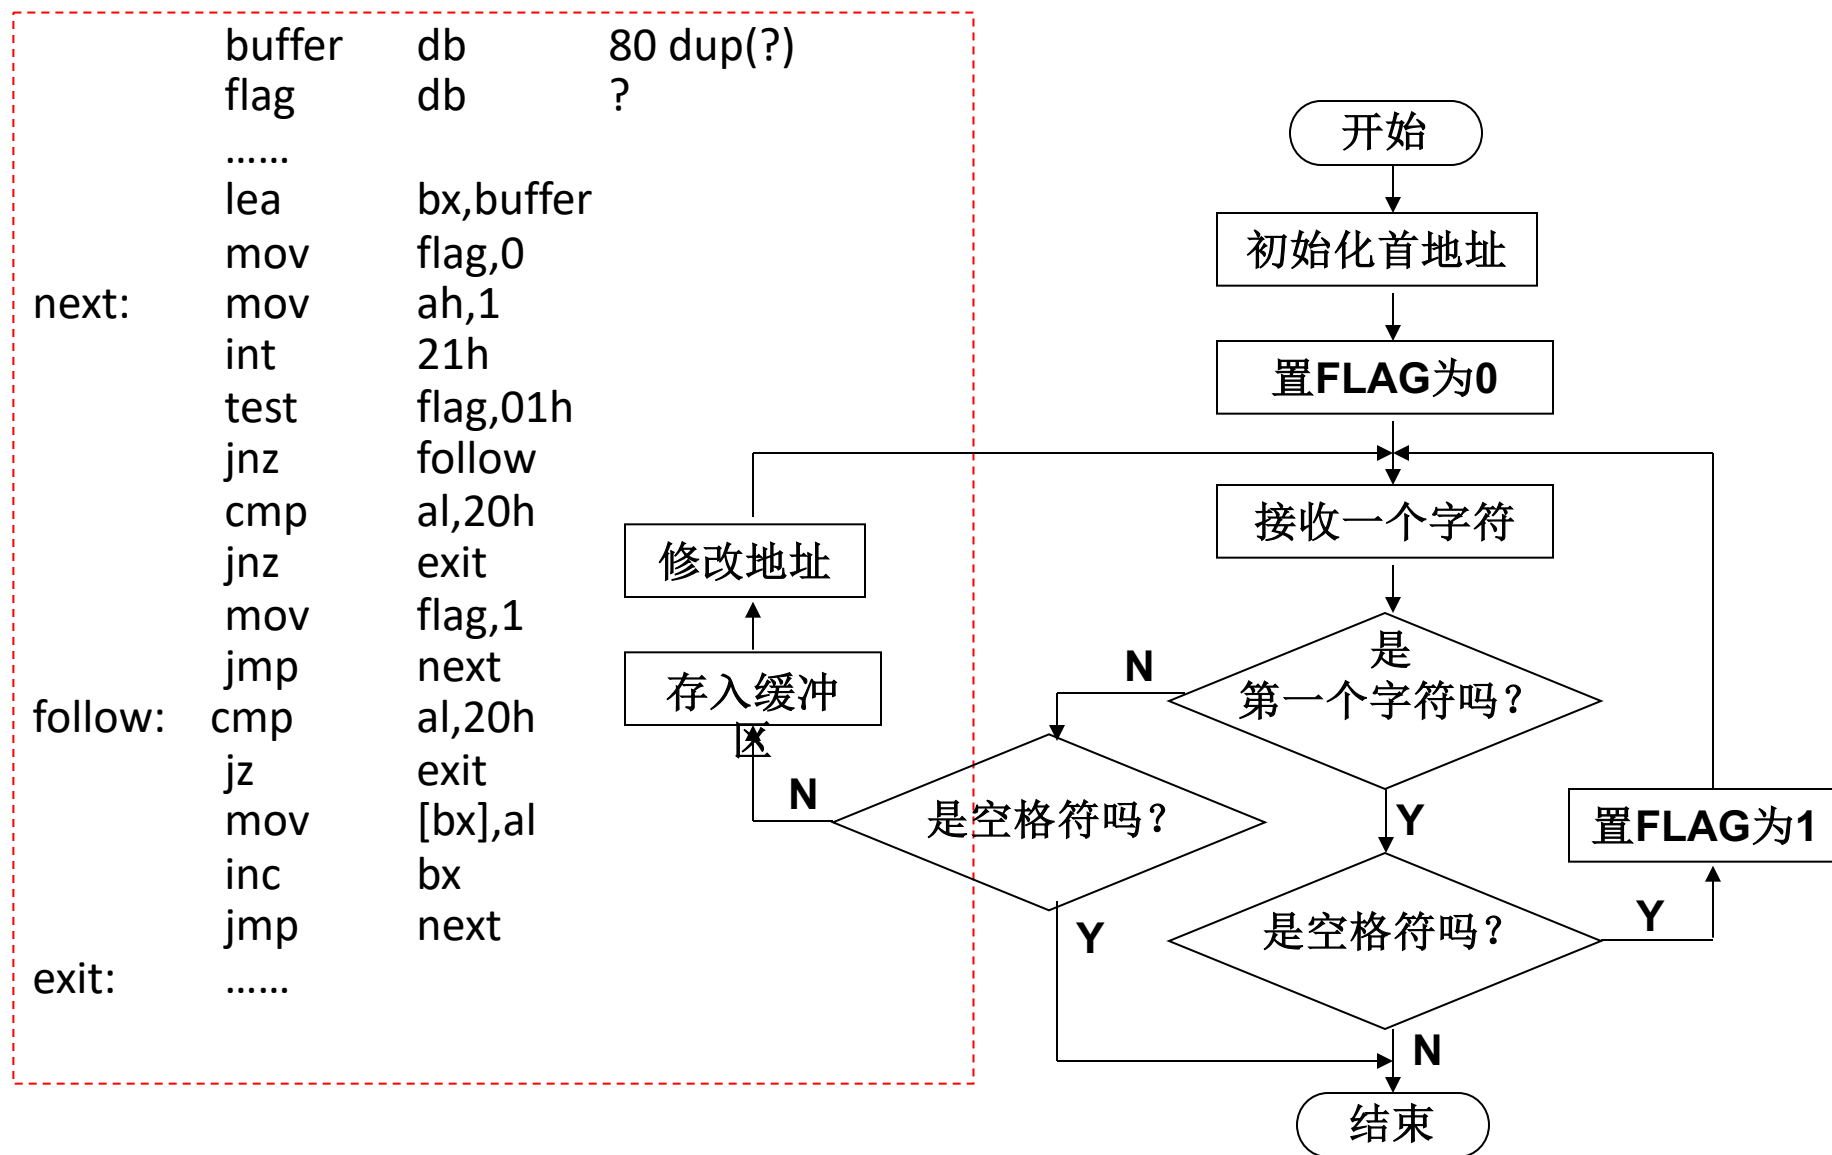 buffer db 80 dup(?)
flag db ?
……
lea bx,buffer
mov flag,0
next: mov ah,1
int 21h
test flag,01h
jnz follow
cmp al,20h
jnz exit
mov flag,1
jmp next
follow: cmp al,20h
jz exit
mov [bx],al
inc bx
jmp next
exit: ……
开始
初始化首地址
置FLAG为0
接收一个字符
是
第一个字符吗？
N
Y
是空格符吗？
Y
N
置FLAG为1
是空格符吗？
N
Y
存入缓冲
区
修改地址
结束